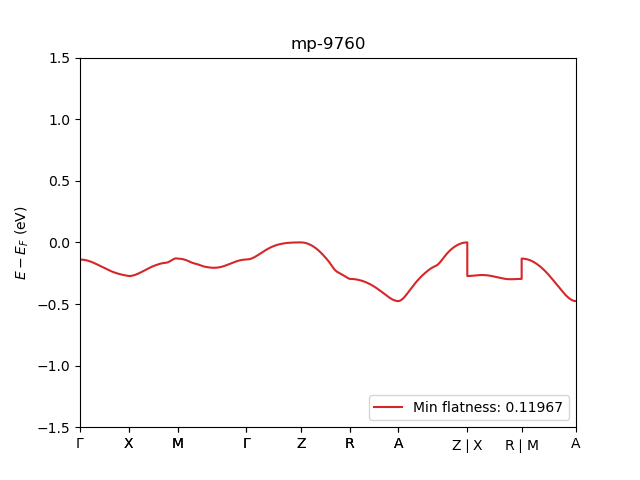 mp-9760
1.5
1.0
0.5
0.0
−0.5
−1.0
−1.5
E − E_F (eV)
Min flatness: 0.11967
Γ X M Γ Z R A Z | X R | M A